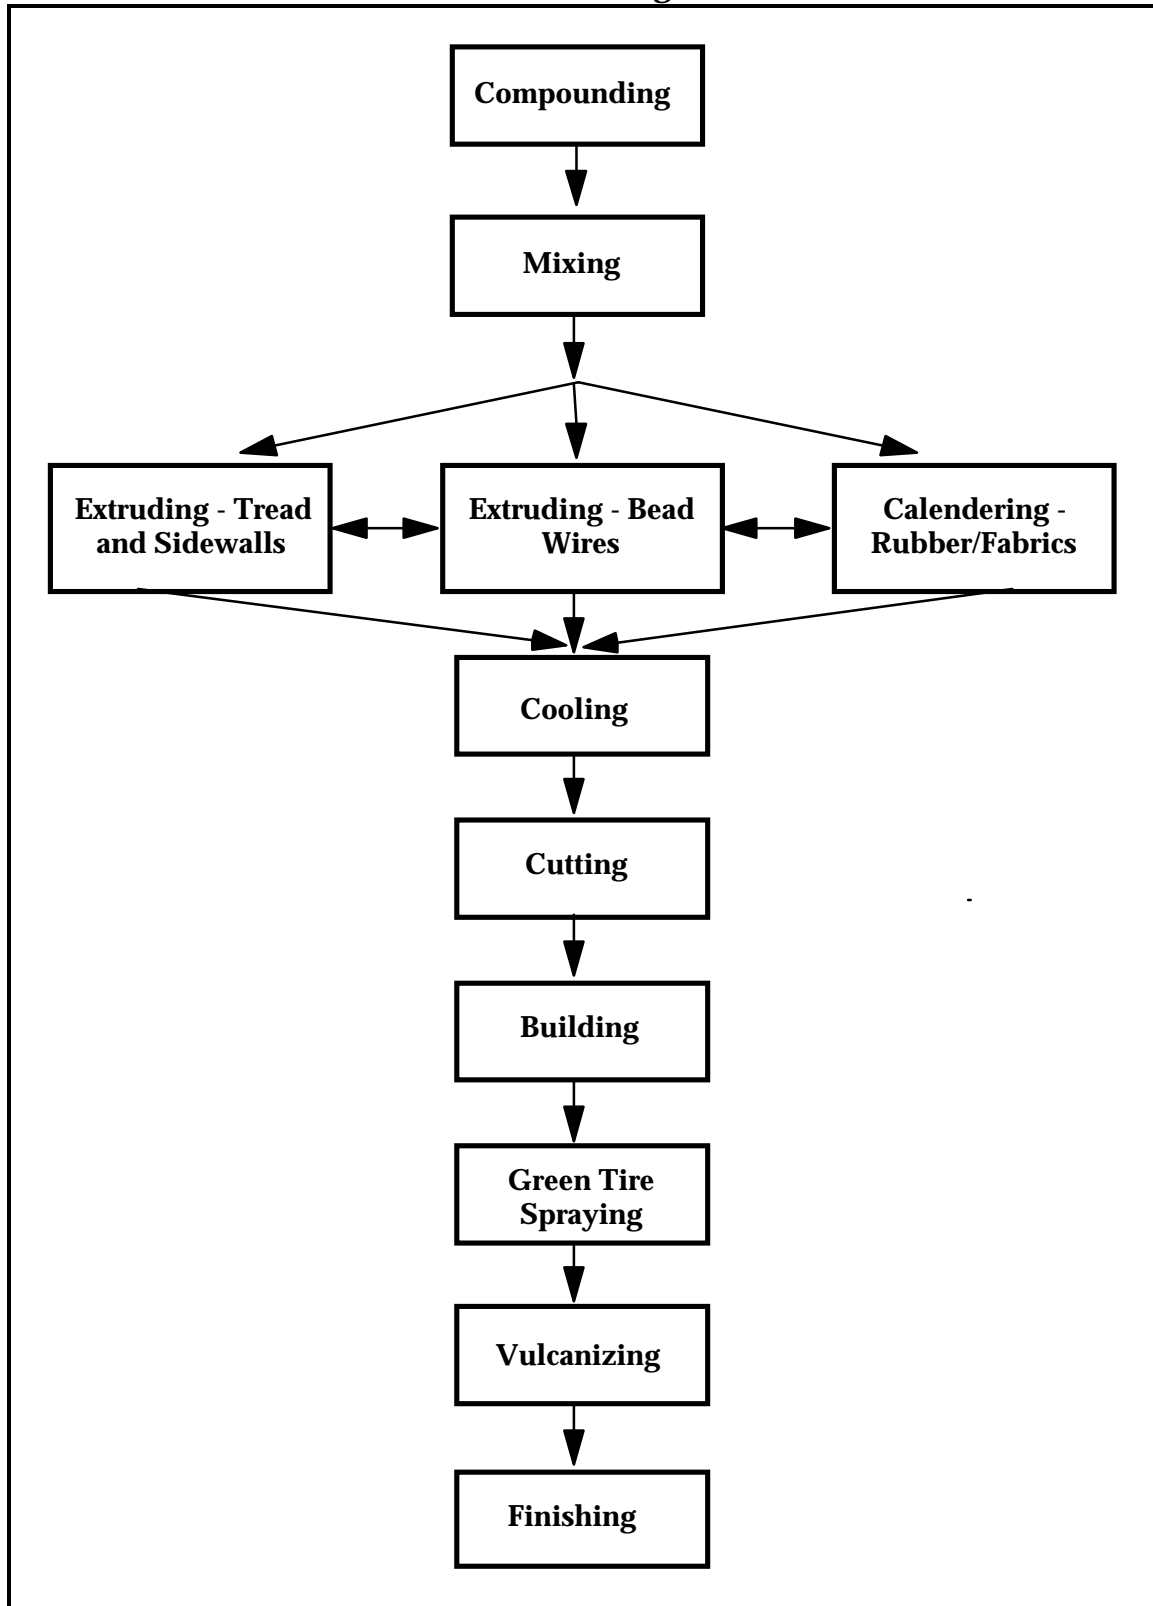 Compounding
Mixing
Extruding - Tread
and Sidewalls
Extruding - Bead
Wires
Calendering -
Rubber/Fabrics
Cooling
Cutting
Building
Green Tire
Spraying
Vulcanizing
Finishing